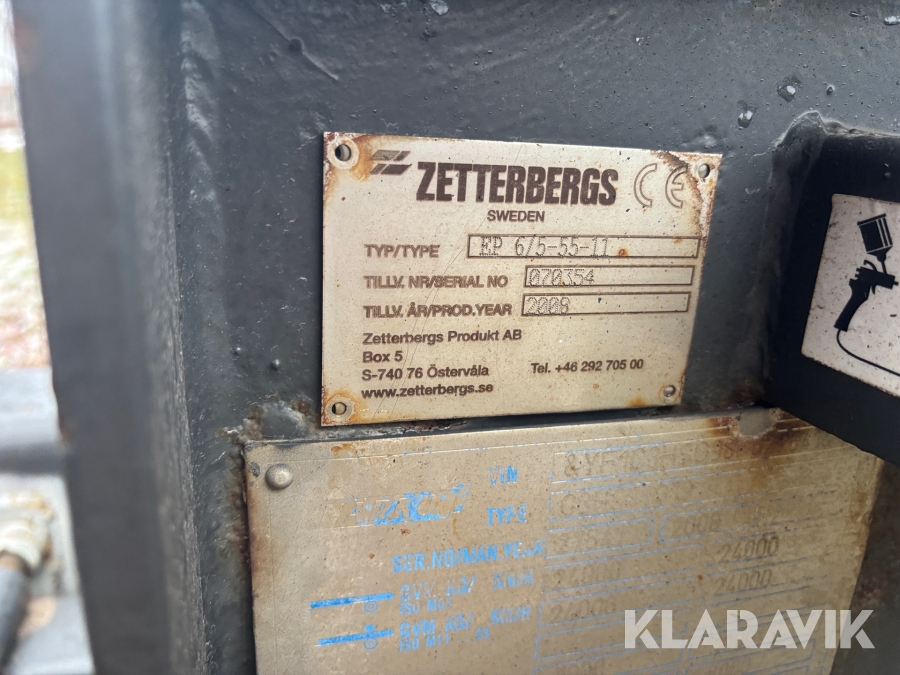 ZETTERBERGS CE
SWEDEN
TYP/TYPE EP 6/5-55-11
TILLV. NR/SERIAL NO 070354
TILLV. ÅR/PROD.YEAR 2008
Zetterbergs Produkt AB
Box 5
S-740 76 Östervåla Tel. +46 292 705 00
www.zetterbergs.se
VIN
TYPE
SER.NO/MAN.YEAR 2008
24000 24000
24000 24000
KLARAVIK